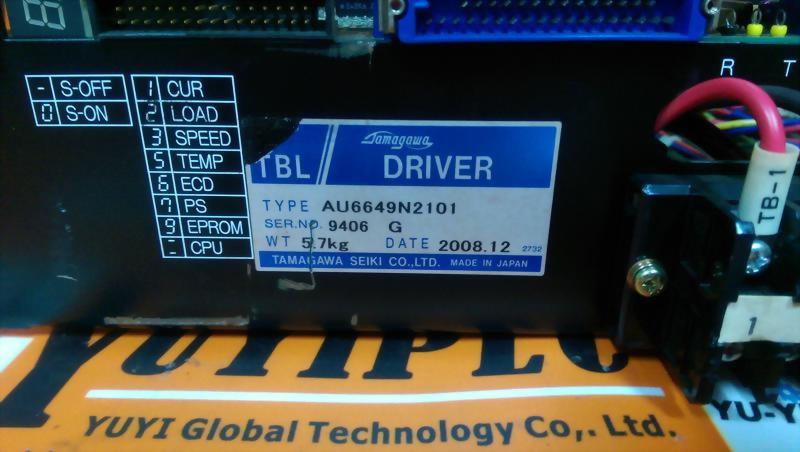 - S-OFF
0 S-ON
1 CUR
2 LOAD
3 SPEED
5 TEMP
6 ECD
7 PS
9 EPROM
_ CPU
Tamagawa
TBL// DRIVER
TYPE AU6649N2101
SER.NO. 9406 G
WT 5.7kg DATE 2008.12 2732
TAMAGAWA SEIKI CO.,LTD. MADE IN JAPAN
R T
TB-1
1
YUYIPLC
YUYI Global Technology Co,. Ltd.
YU-Y